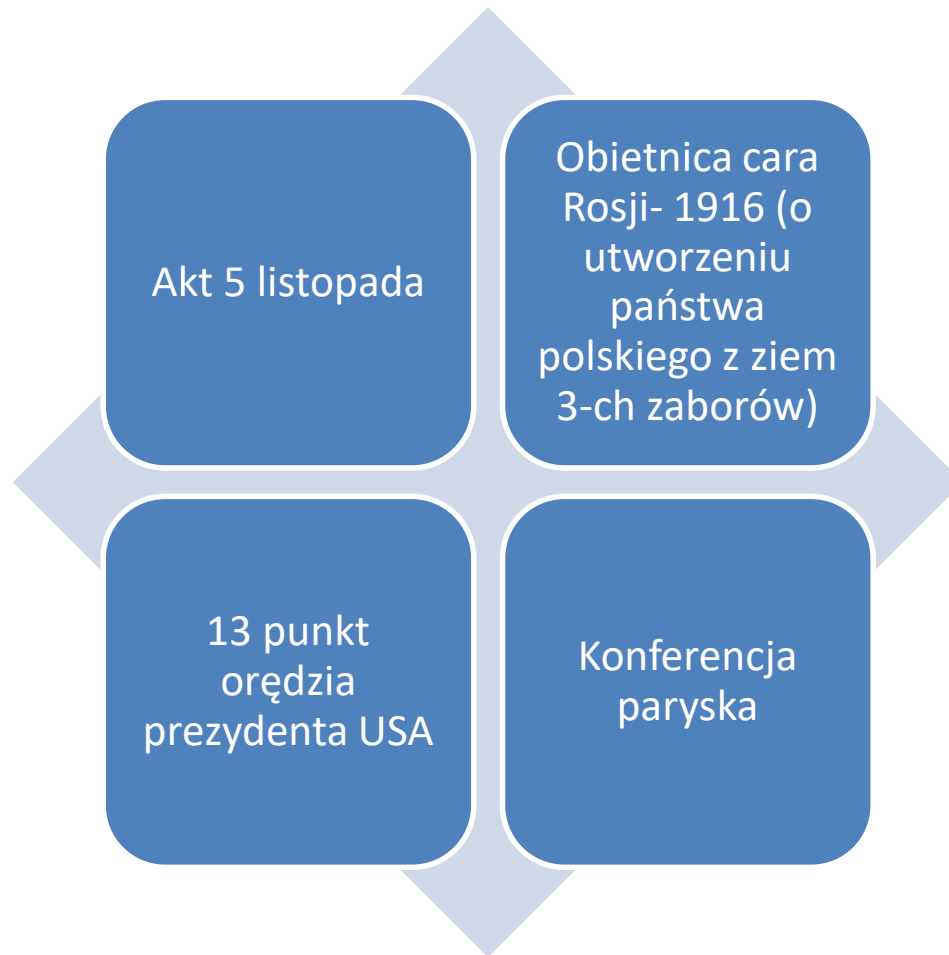 Akt 5 listopada
Obietnica cara
Rosji- 1916 (o
utworzeniu
państwa
polskiego z ziem
3-ch zaborów)
13 punkt
orędzia
prezydenta USA
Konferencja
paryska